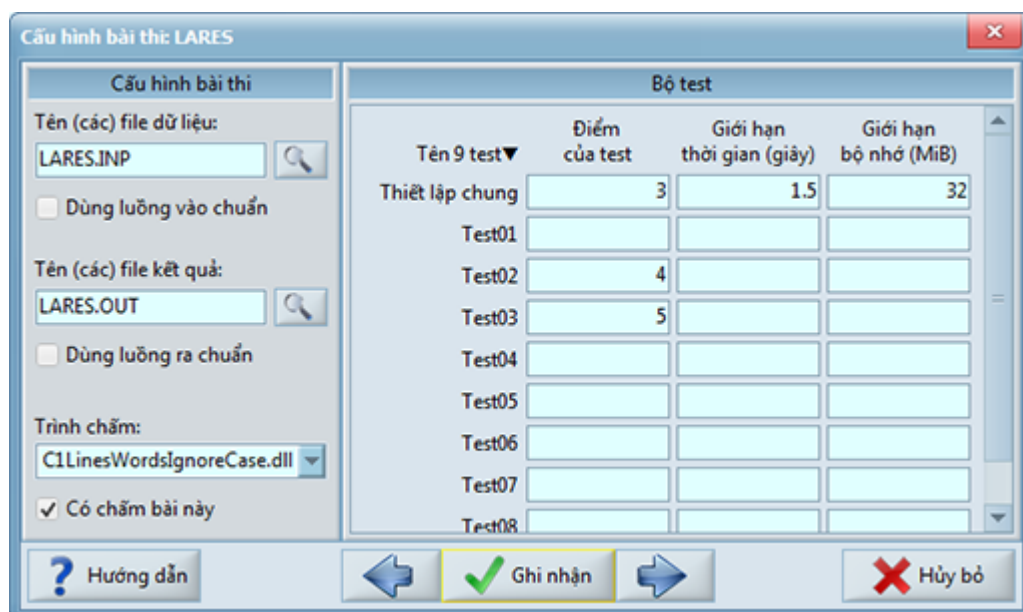 Cấu hình bài thi: LARES
Cấu hình bài thi
Tên (các) file dữ liệu:
LARES.INP
Dùng luồng vào chuẩn
Tên (các) file kết quả:
LARES.OUT
Dùng luồng ra chuẩn
Trình chấm:
C1LinesWordsIgnoreCase.dll
Có chấm bài này
Bộ test
Điểm Giới hạn Giới hạn
Tên 9 test▼ của test thời gian (giây) bộ nhớ (MiB)
Thiết lập chung 3 1.5 32
Test01
Test02 4
Test03 5
Test04
Test05
Test06
Test07
Test08
? Hướng dẫn Ghi nhận Hủy bỏ